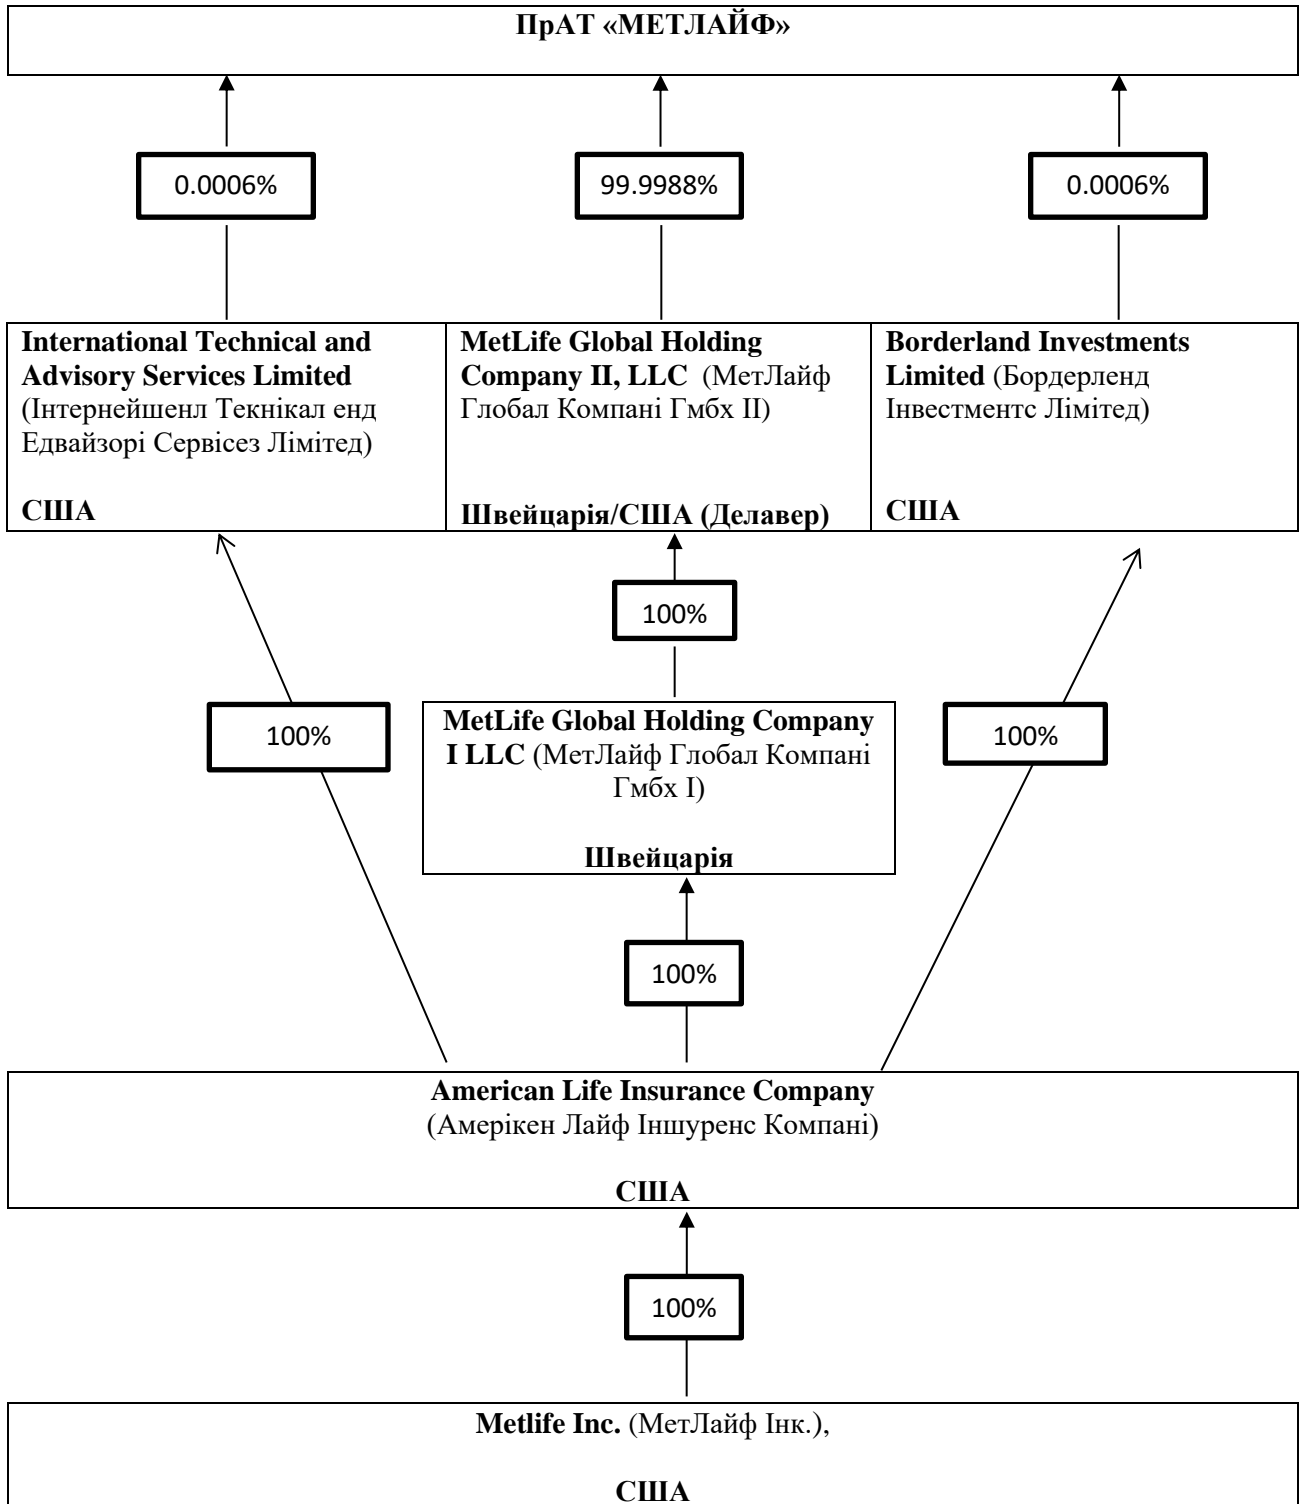 ПрАТ «МЕТЛАЙФ»
0.0006%
99.9988%
0.0006%
International Technical and
Advisory Services Limited
(Інтернейшенл Текнікал енд
Едвайзорі Сервісез Лімітед)
США
MetLife Global Holding
Company II, LLC (МетЛайф
Глобал Компані Гмбх II)
Швейцарія/США (Делавер)
Borderland Investments
Limited (Бордерленд
Інвестментс Лімітед)
США
100%
100%
100%
MetLife Global Holding Company
I LLC (МетЛайф Глобал Компані
Гмбх I)
Швейцарія
100%
American Life Insurance Company
(Амерікен Лайф Іншуренс Компані)
США
100%
Metlife Inc. (МетЛайф Інк.),
США